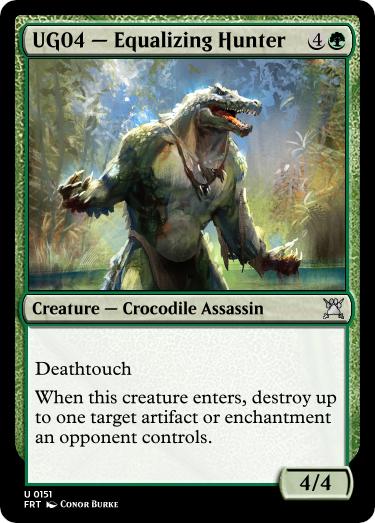 UG04 — Equalizing Hunter 4
Creature — Crocodile Assassin
Deathtouch
When this creature enters, destroy up
to one target artifact or enchantment
an opponent controls.
4/4
U 0151
FRT Conor Burke